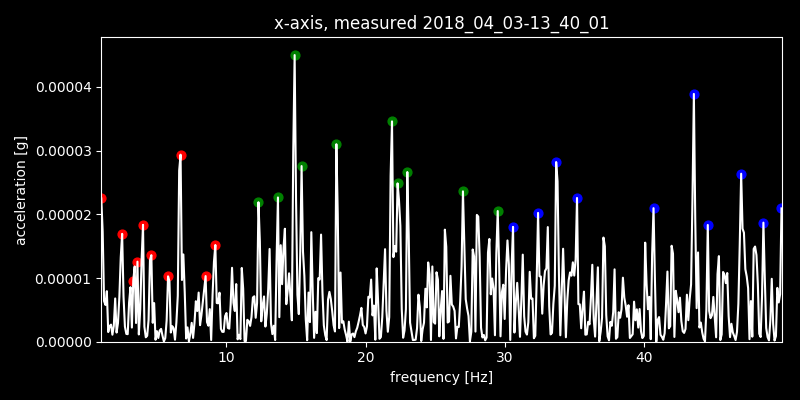 x-axis, measured 2018_04_03-13_40_01
acceleration [g]
0.00004
0.00003
0.00002
0.00001
0.00000
10 20 30 40
frequency [Hz]